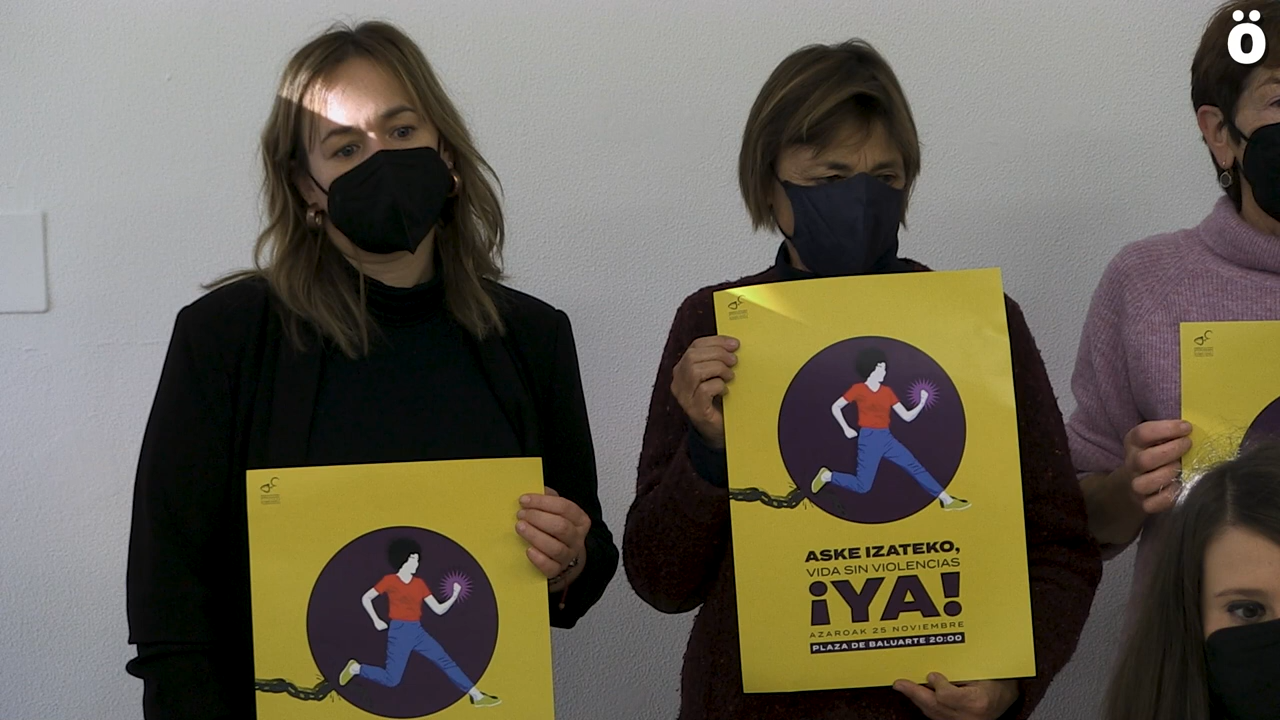 ö
ASKE IZATEKO,
VIDA SIN VIOLENCIAS
¡YA!
AZAROAK 25 NOVIEMBRE
PLAZA DE BALUARTE 20:00